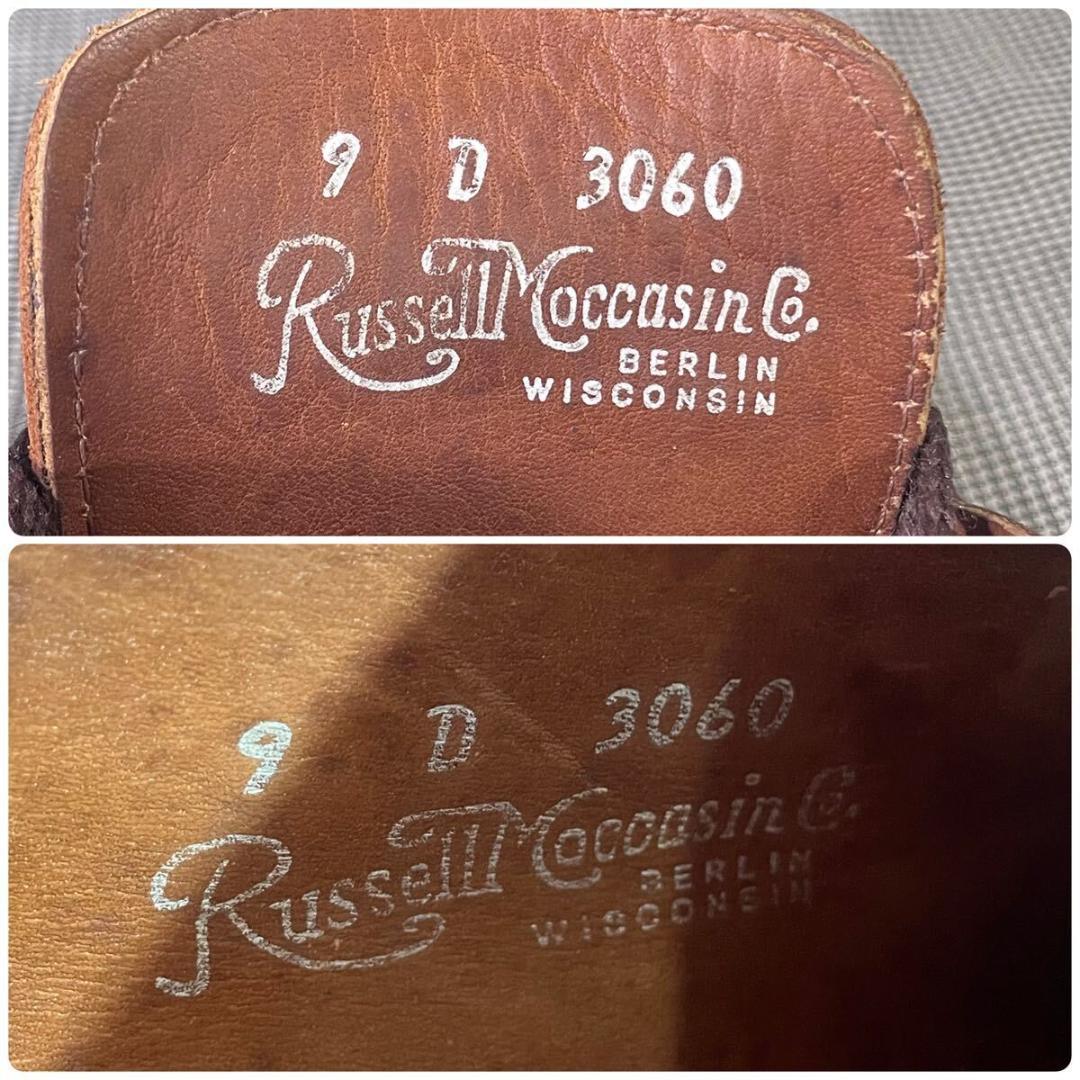 9 D 3060
Russell Moccasin Co.
BERLIN
WISCONSIN
9 D 3060
Russell Moccasin Co.
BERLIN
WISCONSIN